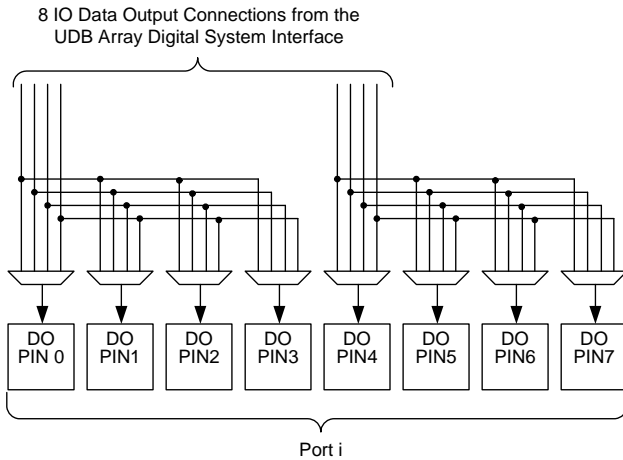 8 IO Data Output Connections from the
UDB Array Digital System Interface
DO
PIN 0
DO
PIN1
DO
PIN2
DO
PIN3
DO
PIN4
DO
PIN5
DO
PIN6
DO
PIN7
Port i